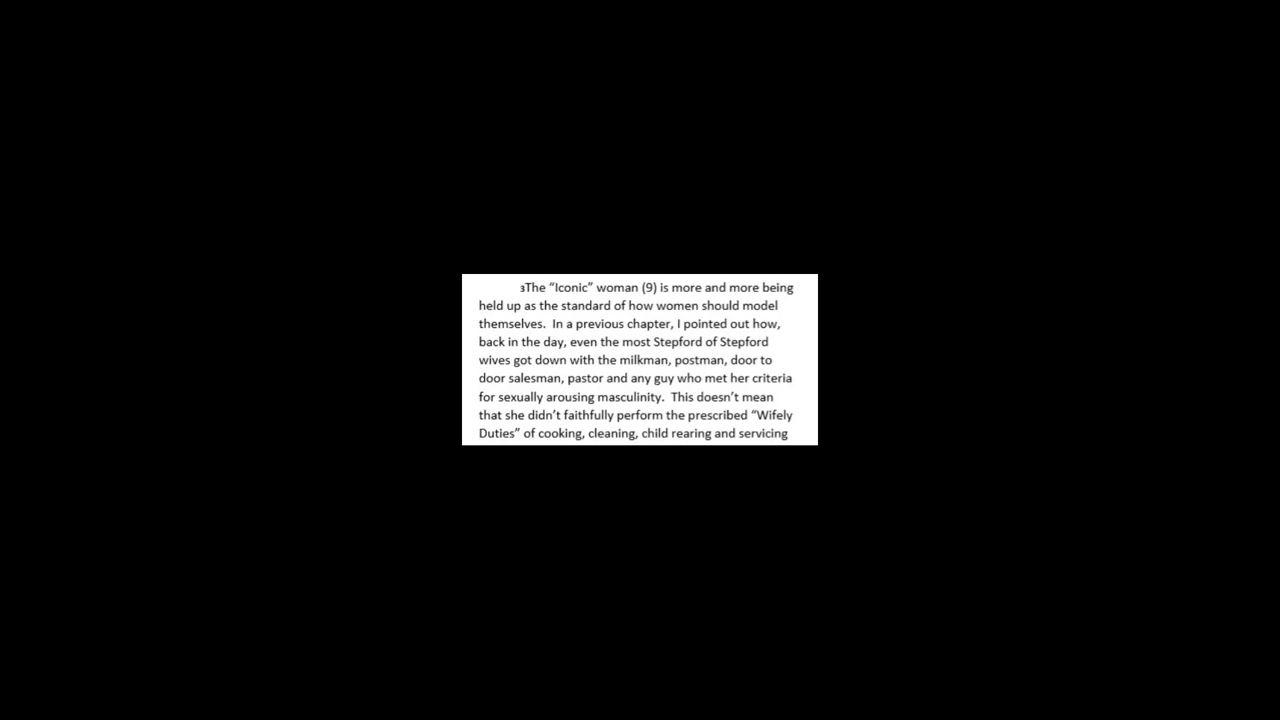 3The “Iconic” woman (9) is more and more being
held up as the standard of how women should model
themselves.  In a previous chapter, I pointed out how,
back in the day, even the most Stepford of Stepford
wives got down with the milkman, postman, door to
door salesman, pastor and any guy who met her criteria
for sexually arousing masculinity.  This doesn’t mean
that she didn’t faithfully perform the prescribed “Wifely
Duties” of cooking, cleaning, child rearing and servicing